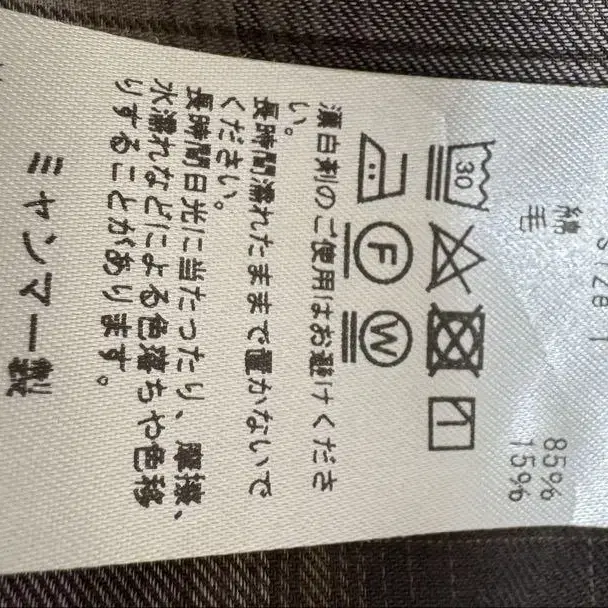 綿 85%
毛 15%
30
F W
漂白剤のご使用はお避けくださ
い。
長時間濡れたままで置かないで
ください。
長時間日光に当たったり、摩擦、
水濡れなどによる色落ちや色移
りすることがあります。
ミャンマー製